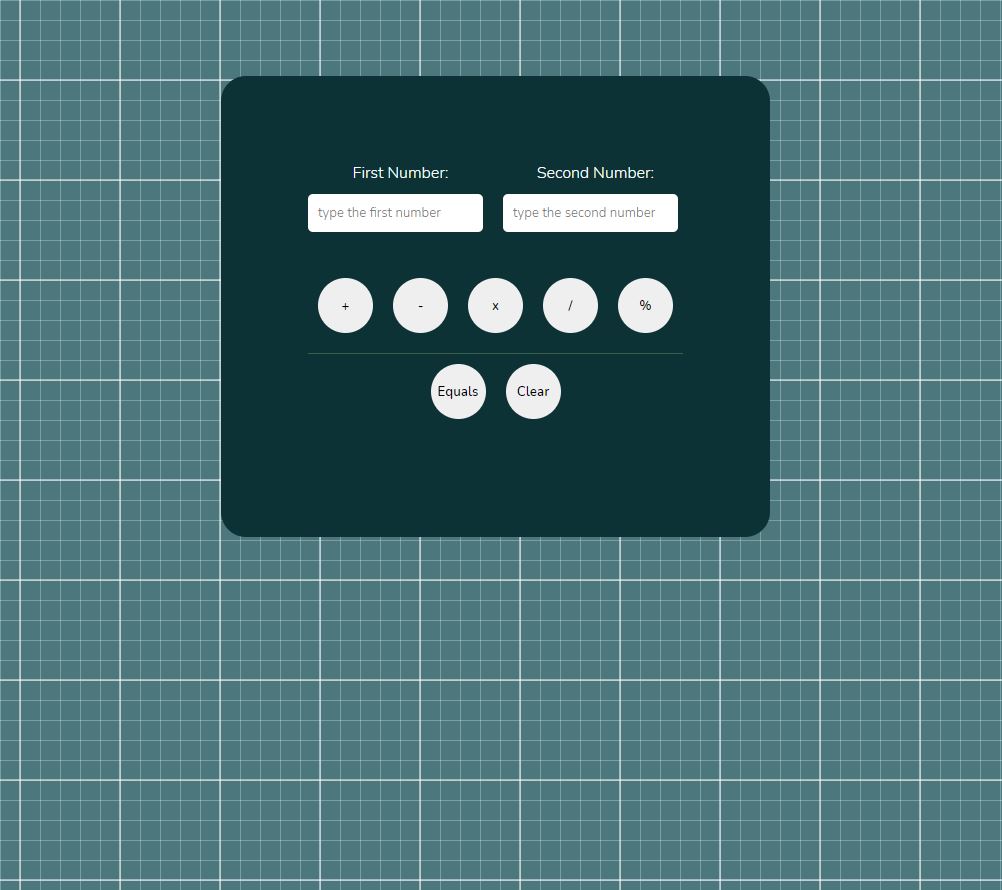 First Number: Second Number:
type the first number type the second number
+ - x / %
Equals Clear